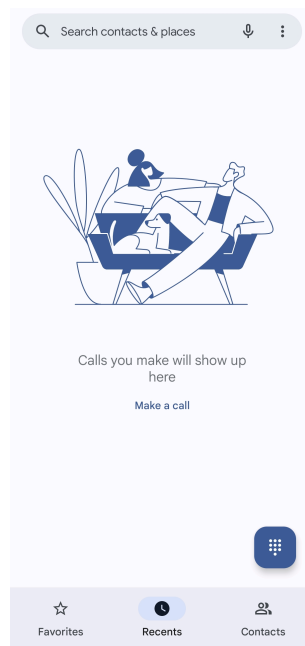 Search contacts & places
Calls you make will show up
here
Make a call
Favorites
Recents
Contacts